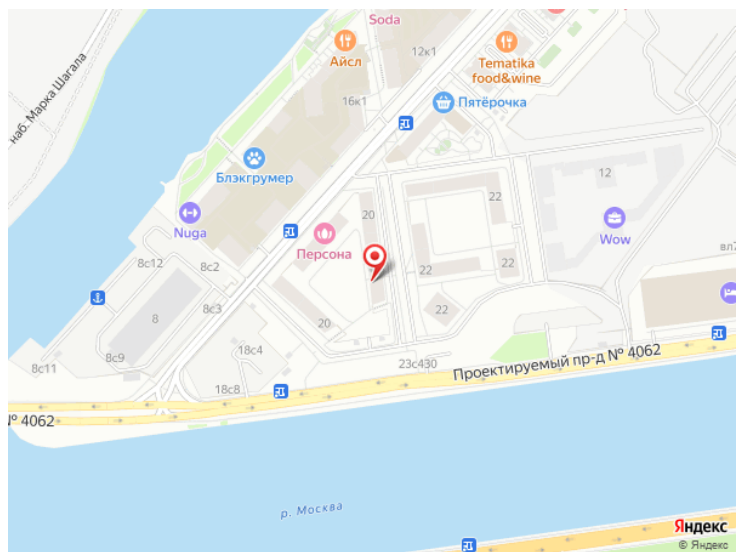 Soda
12к1
Айсл
Tematika
food&wine
наб. Марка Шагала
16к1
Пятёрочка
Блэкгрумер
12
22
20
22
Nuga
Wow
Персона
8с2
8с12
22
22
вл7
8с3
22
8
20
8с9
18с4
8с11
23с430
Проектируемый пр-д № 4062
18с8
№ 4062
р. Москва
Яндекс
© Яндекс